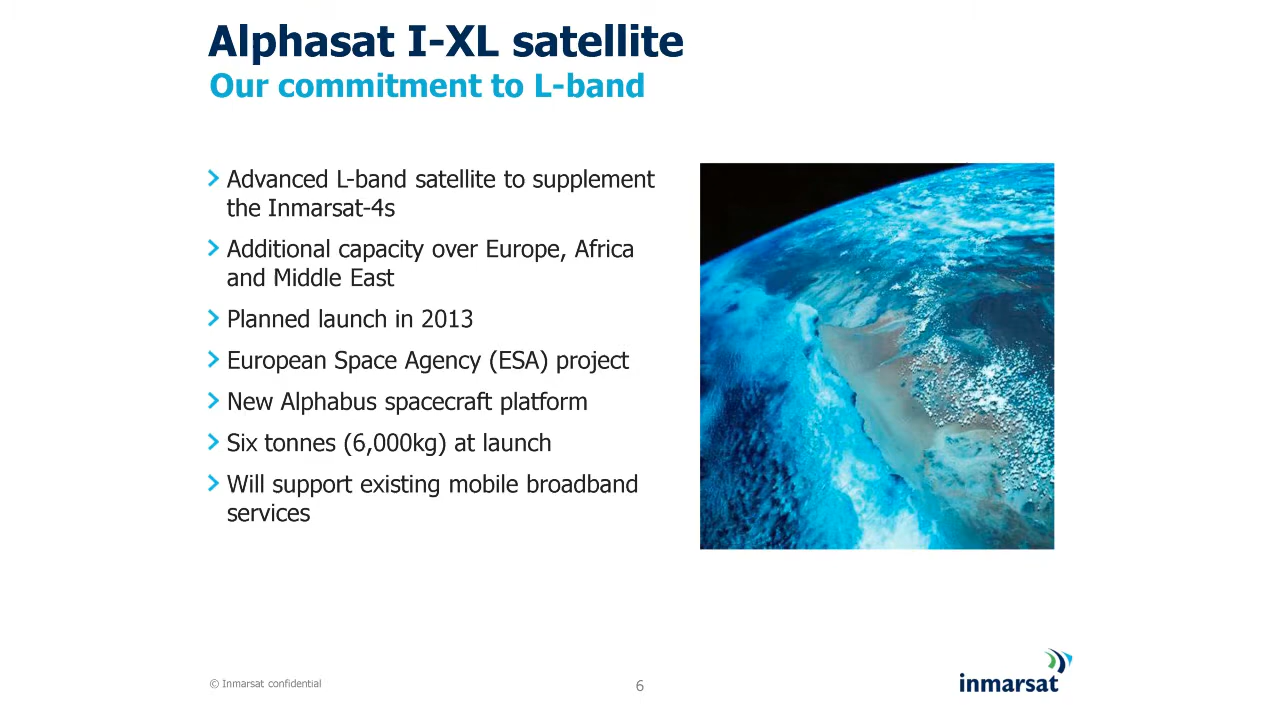 Alphasat I-XL satellite
Our commitment to L-band
Advanced L-band satellite to supplement
the Inmarsat-4s
Additional capacity over Europe, Africa
and Middle East
Planned launch in 2013
European Space Agency (ESA) project
New Alphabus spacecraft platform
Six tonnes (6,000kg) at launch
Will support existing mobile broadband
services
© Inmarsat confidential
6
inmarsat